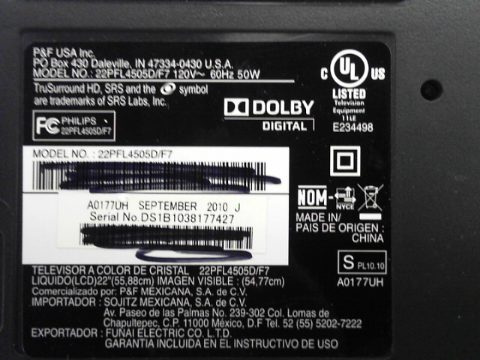 P&F USA Inc.
PO Box 430 Daleville, IN 47334-0430 U.S.A.
MODEL NO.: 22PFL4505D/F7 120V~ 60Hz 50W
TruSurround HD, SRS and the symbol
are trademarks of SRS Labs, Inc.
C UL US
LISTED
Television
Equipment
11LE
E234498
DOLBY
DIGITAL
FC PHILIPS
22PFL4505D/F7
MODEL NO.: 22PFL4505D/F7
A0177UH SEPTEMBER 2010 J
Serial No. DS1B1038177427
NOM
NYCE
MADE IN/
PAIS DE ORIGEN :
CHINA
S PL10.10
A0177UH
TELEVISOR A COLOR DE CRISTAL 22PFL4505D/F7
LIQUIDO(LCD)22"(55,88cm) IMAGEN VISIBLE : (54,77cm)
Comercializado por: P&F MEXICANA, S.A. DE C.V.
IMPORTADOR : SOJITZ MEXICANA, S.A. DE C.V.
Av. Paseo de las Palmas No. 239-302 Col. Lomas de
Chapultepec, C.P. 11000 México, D.F Tel. 52 (55) 5202-7222
EXPORTADOR : FUNAI ELECTRIC CO. LTD.
GARANTIA INCLUIDA EN EL INSTRUCTIVO DE USO